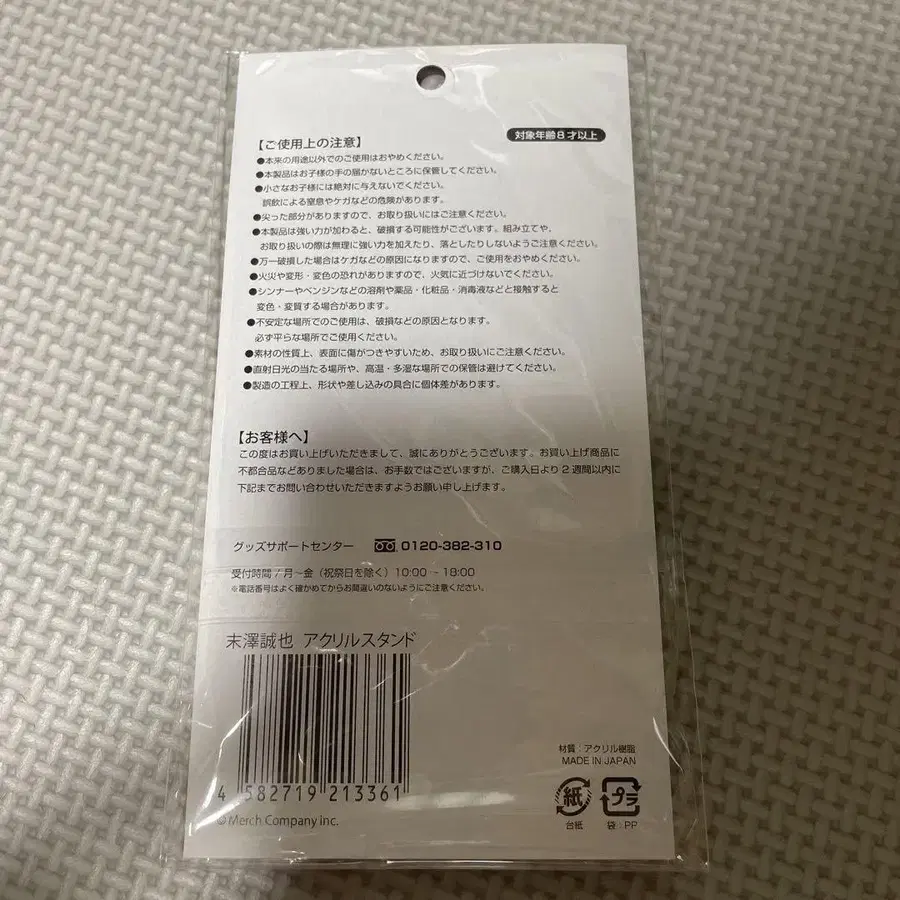 【ご使用上の注意】
対象年齢8才以上
●本来の用途以外でのご使用はおやめください。
●本製品はお子様の手の届かないところに保管してください。
●小さなお子様には絶対に与えないでください。
誤飲による窒息やケガなどの危険があります。
●尖った部分がありますので、お取り扱いにはご注意ください。
●本製品は強い力が加わると、破損する可能性がございます。組み立てや、
お取り扱いの際は無理に強い力を加えたり、落としたりしないようご注意ください。
●万一破損した場合はケガなどの原因になりますので、ご使用をおやめください。
●火災や変形・変色の恐れがありますので、火気に近づけないでください。
●シンナーやベンジンなどの溶剤や薬品・化粧品・消毒液などと接触すると
変色・変質する場合があります。
●不安定な場所でのご使用は、破損などの原因となります。
必ず平らな場所でご使用ください。
●素材の性質上、表面に傷がつきやすいため、お取り扱いにご注意ください。
●直射日光の当たる場所や、高温・多湿な場所での保管は避けてください。
●製造の工程上、形状や差し込みの具合に個体差があります。
【お客様へ】
この度はお買い上げいただきまして、誠にありがとうございます。お買い上げ商品に
不都合品などありました場合は、お手数ではございますが、ご購入日より2週間以内に
下記までお問い合わせいただきますようお願い申し上げます。
グッズサポートセンター 0120-382-310
受付時間 / 月~金（祝祭日を除く）10:00~18:00
※電話番号はよく確かめてからお間違いのないようにご注意ください。
末澤誠也 アクリルスタンド
4 582719 213361
© Merch Company Inc.
材質：アクリル樹脂
MADE IN JAPAN
紙 プラ
台紙 袋：PP